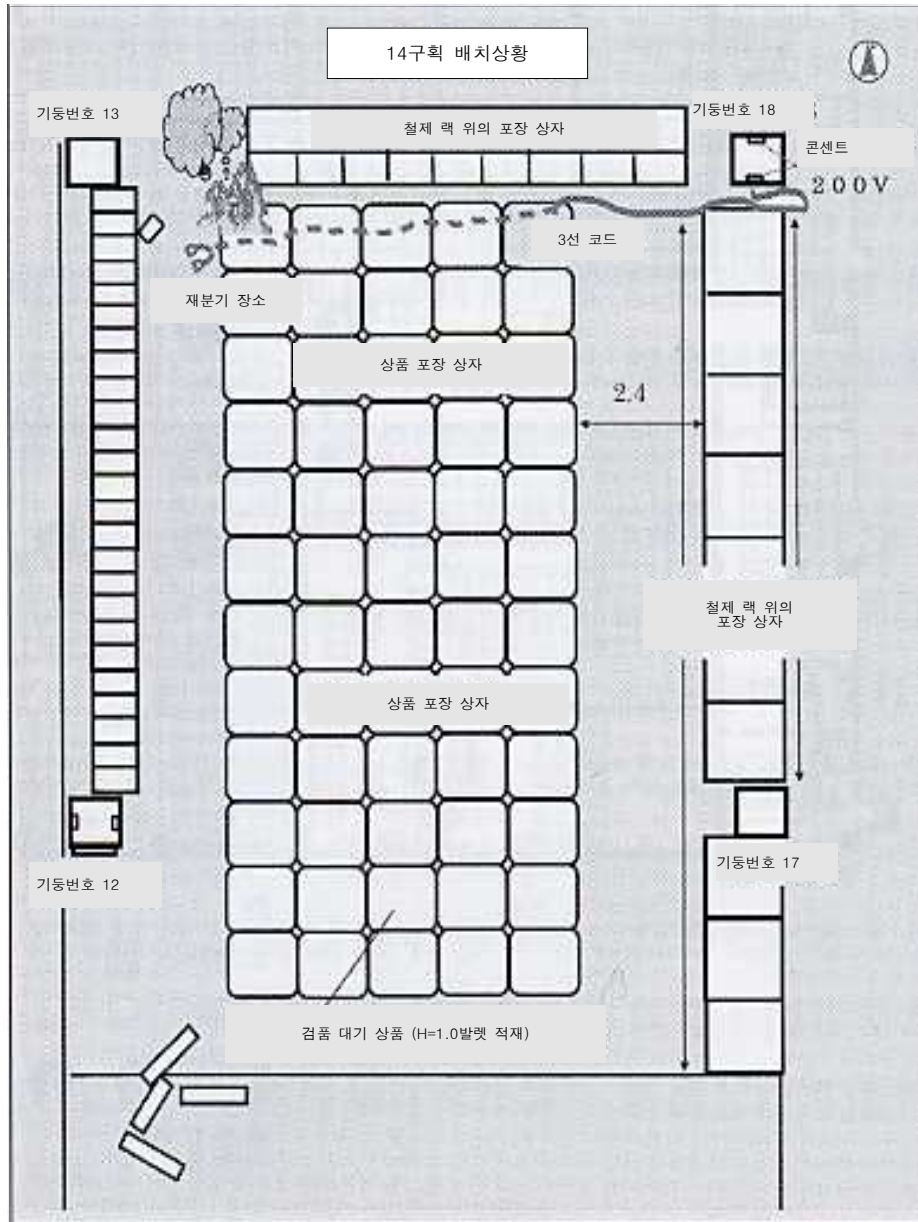 14구획 배치상황
기둥번호 13
철제 랙 위의 포장 상자
기둥번호 18
콘센트
200V
3선 코드
재분기 장소
상품 포장 상자
2.4
철제 랙 위의
포장 상자
상품 포장 상자
기둥번호 12
기둥번호 17
검품 대기 상품 (H=1.0발렛 적재)